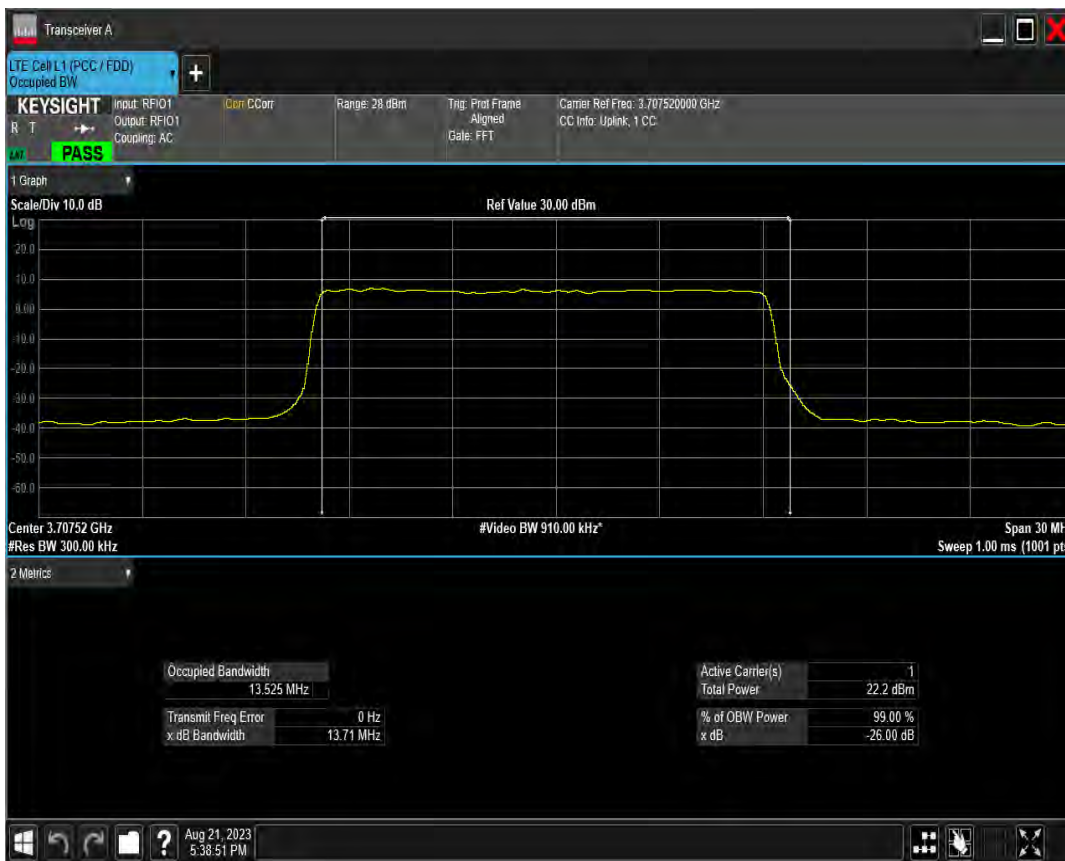 Transceiver A
LTE Cell L1 (PCC / FDD)
Occupied BW
+
KEYSIGHT
R T
PASS
Input: RFIO1
Output: RFIO1
Coupling: AC
Corr CCorr
Range: 28 dBm
Trig: Prot Frame
Aligned
Gate: FFT
Carrier Ref Freq: 3.707520000 GHz
CC Info: Uplink, 1 CC
1 Graph
Scale/Div 10.0 dB
Ref Value 30.00 dBm
Log
20.0
10.0
0.00
-10.0
-20.0
-30.0
-40.0
-50.0
-60.0
Center 3.70752 GHz
#Video BW 910.00 kHz*
Span 30 MH
#Res BW 300.00 kHz
Sweep 1.00 ms (1001 pts
2 Metrics
Occupied Bandwidth
13.525 MHz
Transmit Freq Error 0 Hz
x dB Bandwidth 13.71 MHz
Active Carrier(s) 1
Total Power 22.2 dBm
% of OBW Power 99.00 %
x dB -26.00 dB
?
Aug 21, 2023
5:38:51 PM